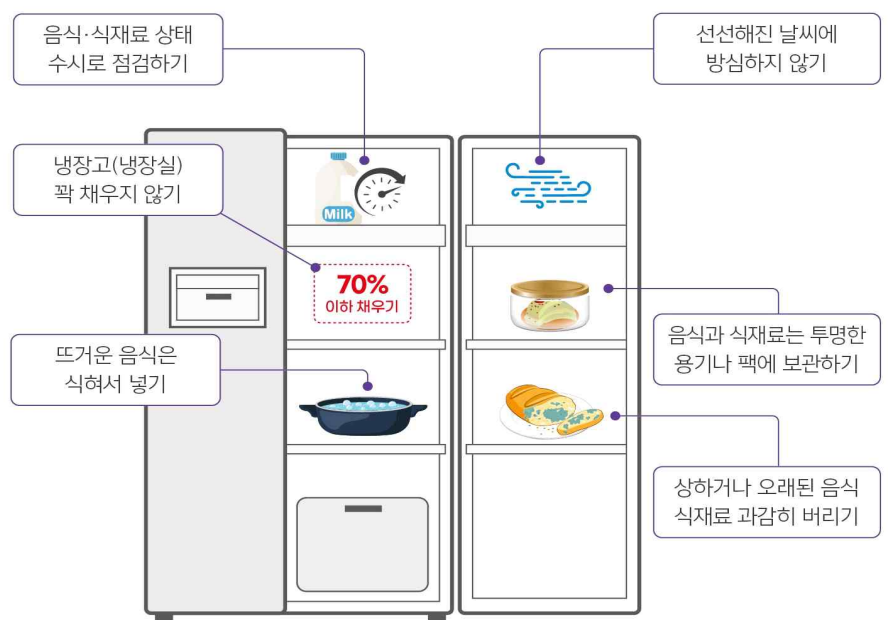 음식·식재료 상태
수시로 점검하기
선선해진 날씨에
방심하지 않기
냉장고(냉장실)
꽉 채우지 않기
Milk
70%
이하 채우기
음식과 식재료는 투명한
용기나 팩에 보관하기
뜨거운 음식은
식혀서 넣기
상하거나 오래된 음식
식재료 과감히 버리기